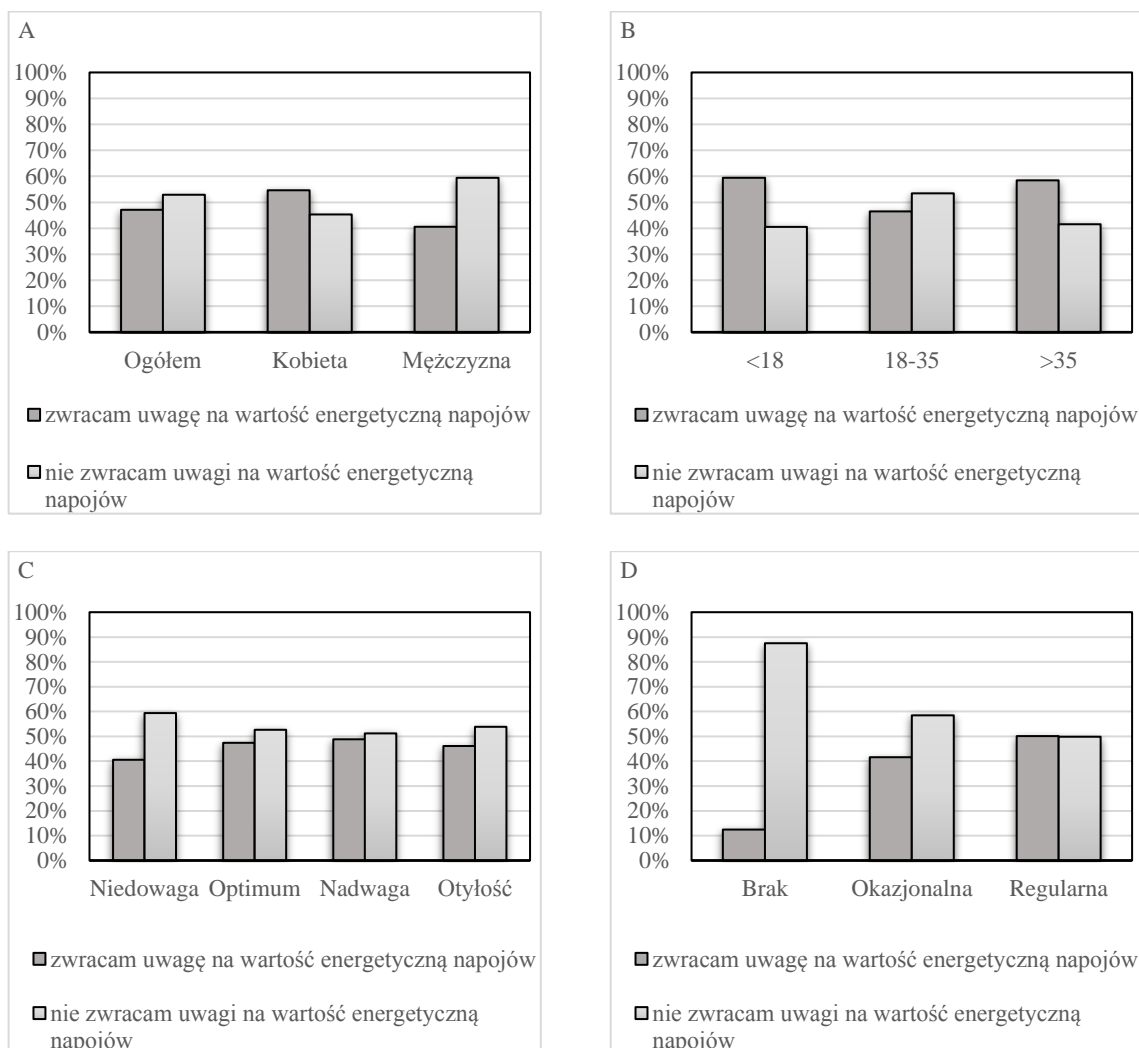 A
100%
90%
80%
70%
60%
50%
40%
30%
20%
10%
0%
Ogółem Kobieta Mężczyzna
zwracam uwagę na wartość energetyczną napojów
nie zwracam uwagi na wartość energetyczną
napojów
B
100%
90%
80%
70%
60%
50%
40%
30%
20%
10%
0%
<18 18-35 >35
zwracam uwagę na wartość energetyczną napojów
nie zwracam uwagi na wartość energetyczną
napojów
C
100%
90%
80%
70%
60%
50%
40%
30%
20%
10%
0%
Niedowaga Optimum Nadwaga Otyłość
zwracam uwagę na wartość energetyczną napojów
nie zwracam uwagi na wartość energetyczną
napojów
D
100%
90%
80%
70%
60%
50%
40%
30%
20%
10%
0%
Brak Okazjonalna Regularna
zwracam uwagę na wartość energetyczną napojów
nie zwracam uwagi na wartość energetyczną
napojów